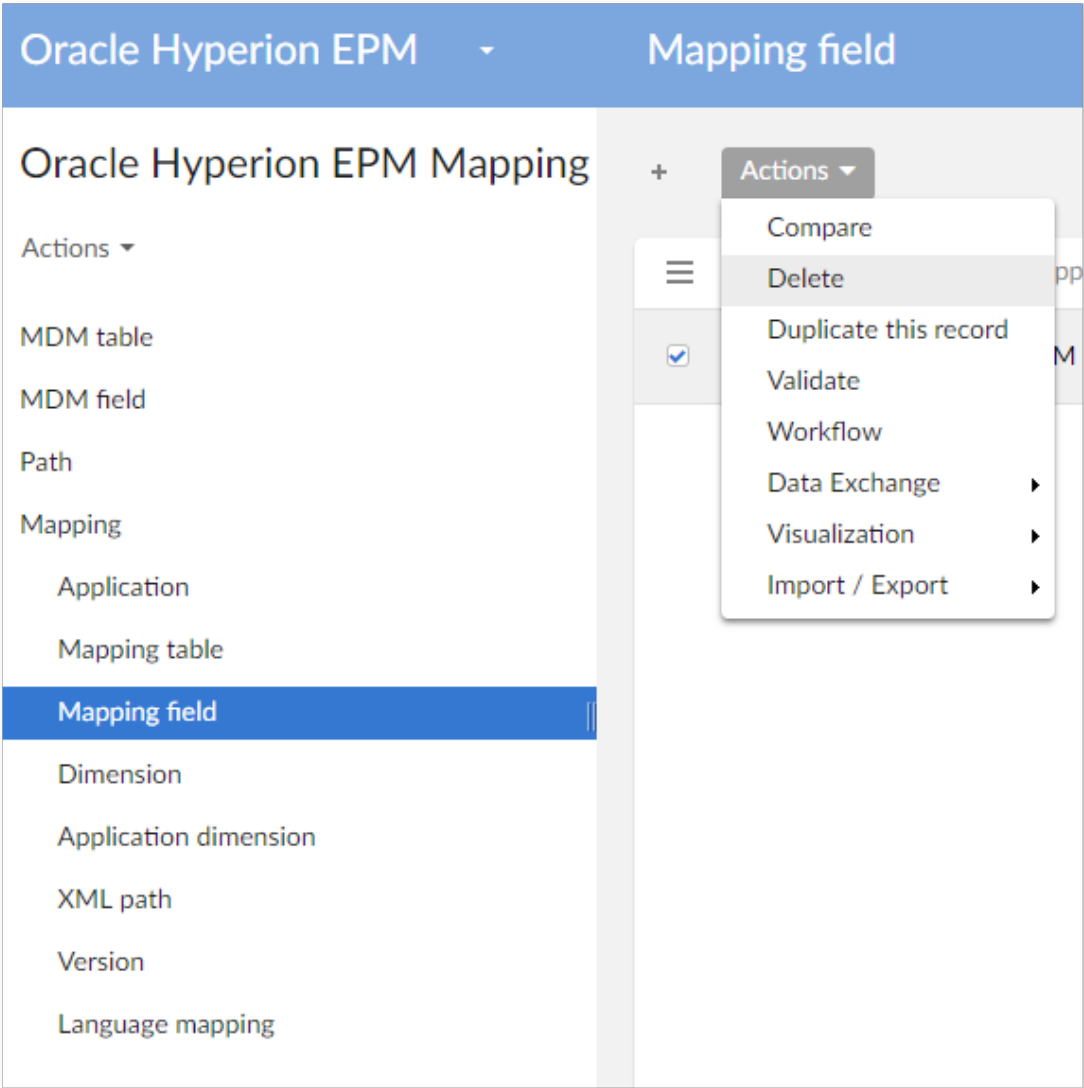 Oracle Hyperion EPM
Mapping field
Oracle Hyperion EPM Mapping
Actions
MDM table
MDM field
Path
Mapping
Application
Mapping table
Mapping field
Dimension
Application dimension
XML path
Version
Language mapping
+
Actions
Compare
Delete
Duplicate this record
Validate
Workflow
Data Exchange
Visualization
Import / Export